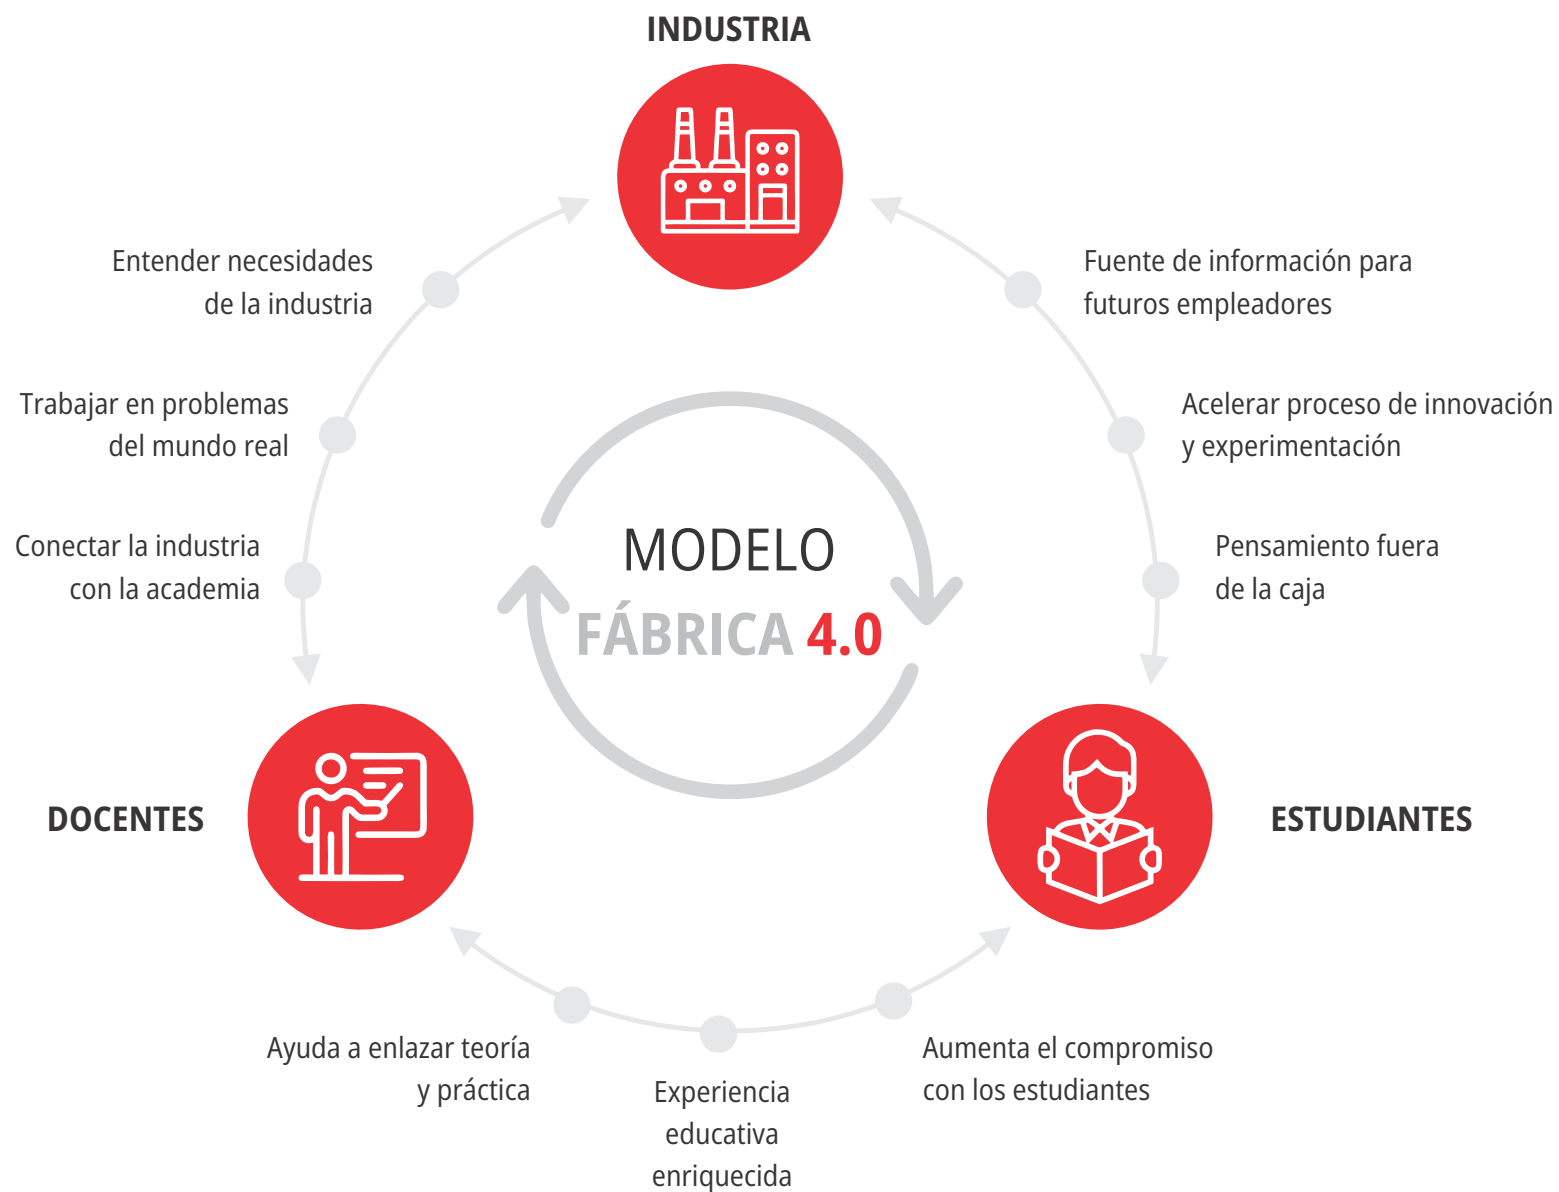 INDUSTRIA
Entender necesidades
de la industria
Fuente de información para
futuros empleadores
Trabajar en problemas
del mundo real
Acelerar proceso de innovación
y experimentación
Conectar la industria
con la academia
Pensamiento fuera
de la caja
MODELO
FÁBRICA 4.0
DOCENTES
ESTUDIANTES
Ayuda a enlazar teoría
y práctica
Experiencia
educativa
enriquecida
Aumenta el compromiso
con los estudiantes